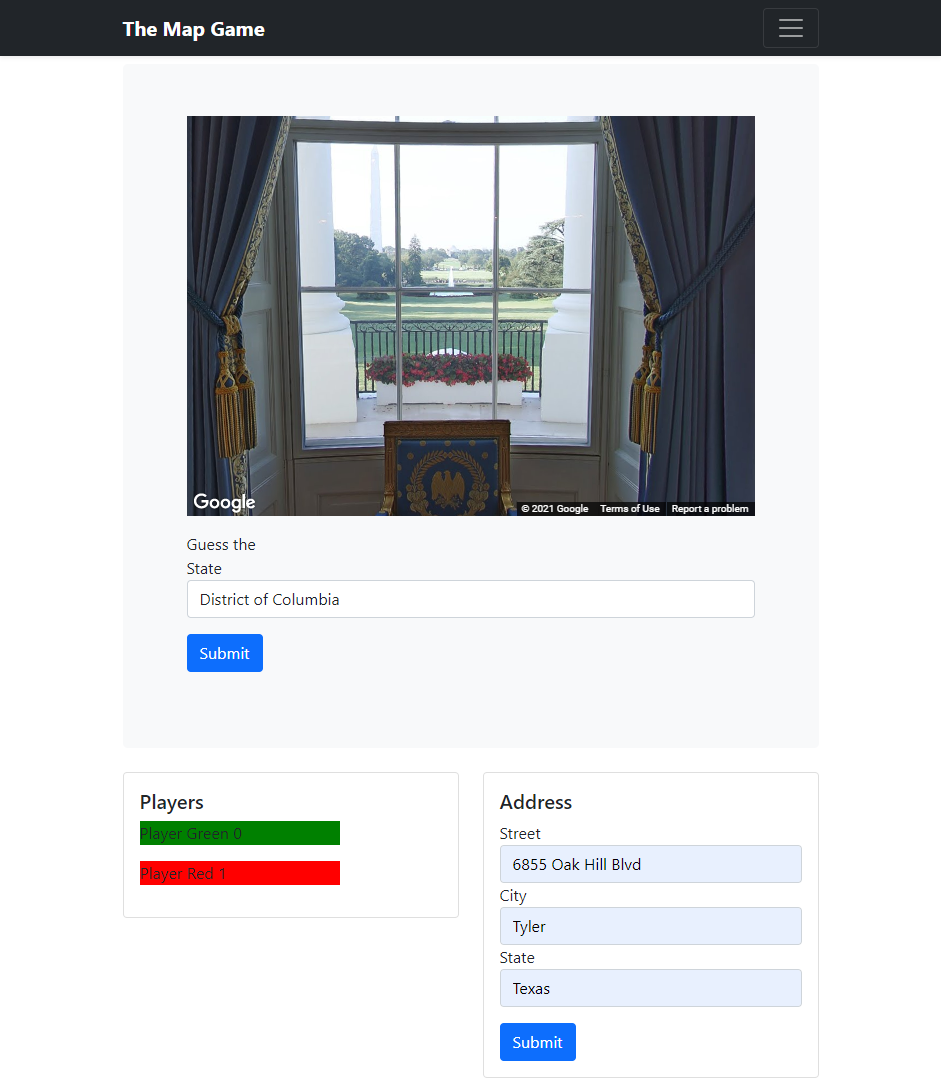 The Map Game
Google
© 2021 Google Terms of Use Report a problem
Guess the
State
District of Columbia
Submit
Players
Player Green 0
Player Red 1
Address
Street
6855 Oak Hill Blvd
City
Tyler
State
Texas
Submit